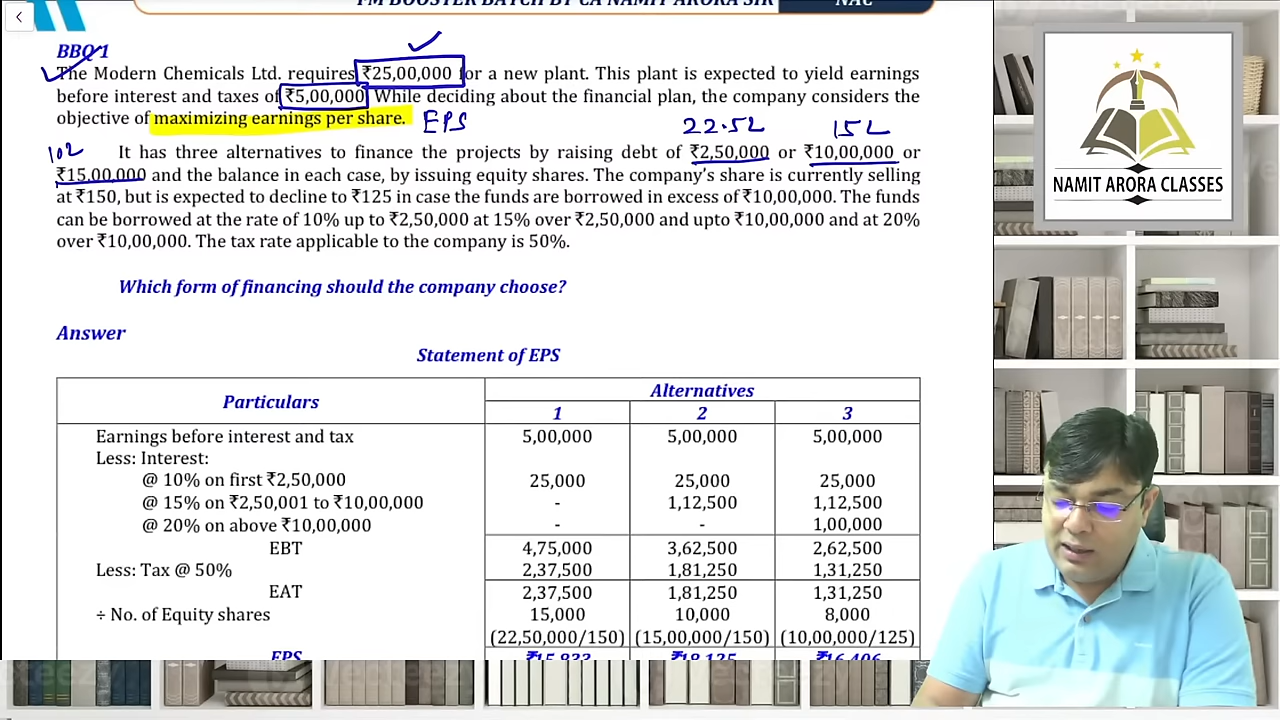 FM BOOSTER BATCH BY CA NAMIT ARORA SIR
NAC
BBQ 1
The Modern Chemicals Ltd. requires ₹25,00,000 for a new plant. This plant is expected to yield earnings
before interest and taxes of ₹5,00,000. While deciding about the financial plan, the company considers the
objective of maximizing earnings per share. EPS
22.5L 15L
10L
It has three alternatives to finance the projects by raising debt of ₹2,50,000 or ₹10,00,000 or
₹15,00,000 and the balance in each case, by issuing equity shares. The company's share is currently selling
at ₹150, but is expected to decline to ₹125 in case the funds are borrowed in excess of ₹10,00,000. The funds
can be borrowed at the rate of 10% up to ₹2,50,000 at 15% over ₹2,50,000 and upto ₹10,00,000 and at 20%
over ₹10,00,000. The tax rate applicable to the company is 50%.
Which form of financing should the company choose?
Answer
Statement of EPS
Particulars Alternatives
1 2 3
Earnings before interest and tax 5,00,000 5,00,000 5,00,000
Less: Interest:
@ 10% on first ₹2,50,000 25,000 25,000 25,000
@ 15% on ₹2,50,001 to ₹10,00,000 - 1,12,500 1,12,500
@ 20% on above ₹10,00,000 - - 1,00,000
EBT 4,75,000 3,62,500 2,62,500
Less: Tax @ 50% 2,37,500 1,81,250 1,31,250
EAT 2,37,500 1,81,250 1,31,250
÷ No. of Equity shares 15,000 10,000 8,000
(22,50,000/150) (15,00,000/150) (10,00,000/125)
EPS ₹15.833 ₹18.125 ₹16.406
NAMIT ARORA CLASSES